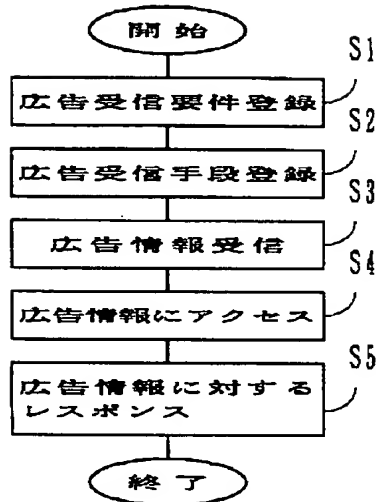 開始
S1
広告受信要件登録
S2
広告受信手段登録
S3
広告情報受信
S4
広告情報にアクセス
S5
広告情報に対する
レスポンス
終了